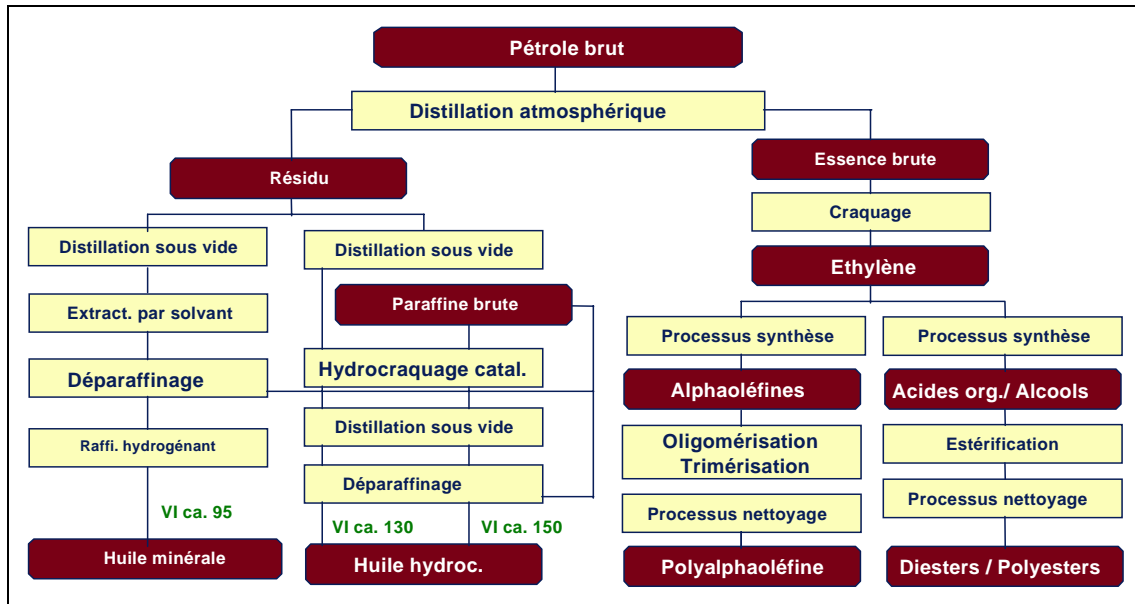 Pétrole brut
Distillation atmosphérique
Résidu
Essence brute
Craquage
Ethylène
Distillation sous vide
Distillation sous vide
Extract. par solvant
Paraffine brute
Déparaffinage
Hydrocraquage catal.
Raffi. hydrogénant
Distillation sous vide
Déparaffinage
VI ca. 95
VI ca. 130
VI ca. 150
Huile minérale
Huile hydroc.
Processus synthèse
Processus synthèse
Alphaoléfines
Acides org./ Alcools
Oligomérisation
Trimérisation
Estérification
Processus nettoyage
Processus nettoyage
Polyalphaoléfine
Diesters / Polyesters